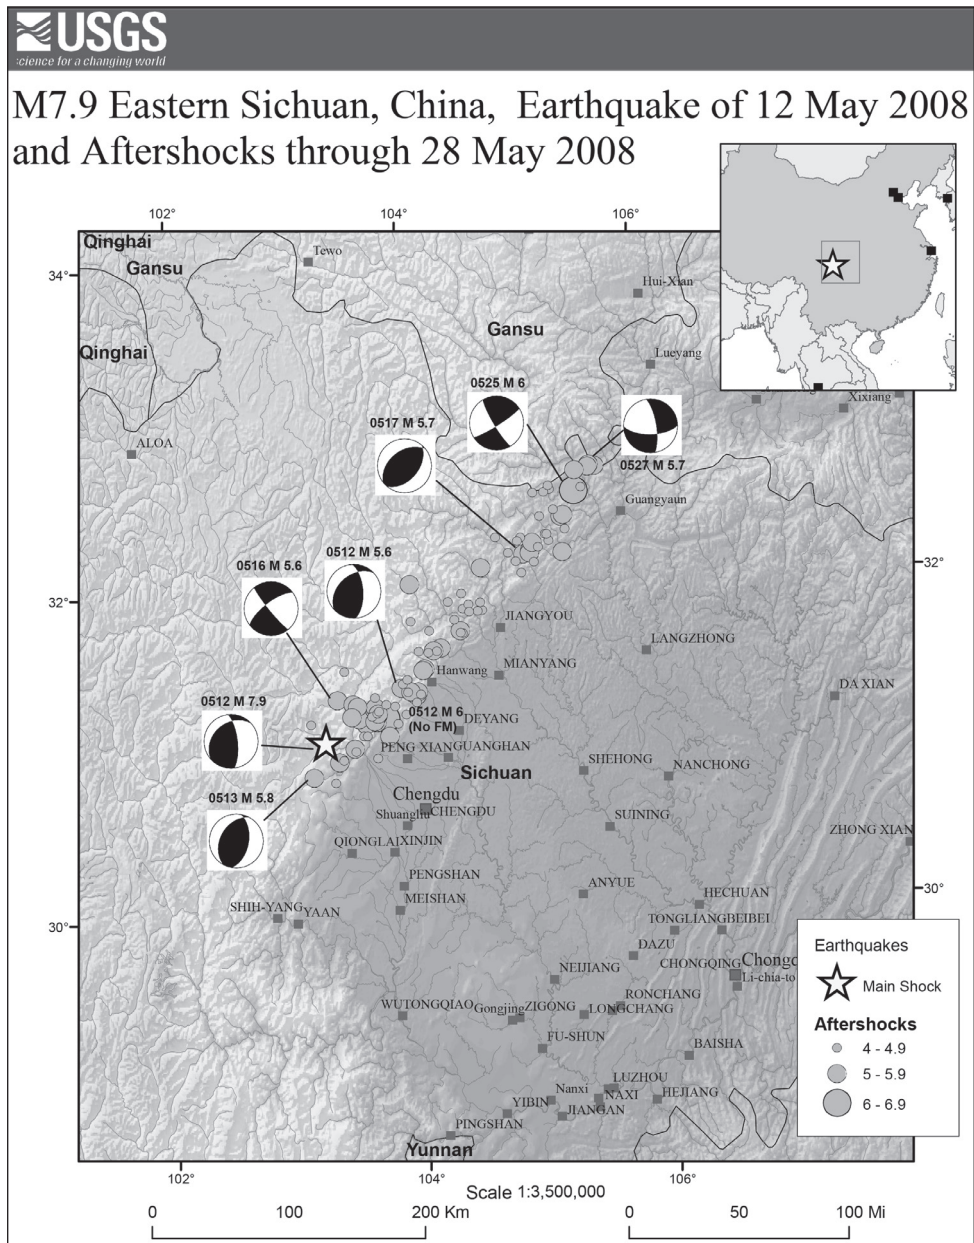 USGS
science for a changing world
M7.9 Eastern Sichuan, China, Earthquake of 12 May 2008
and Aftershocks through 28 May 2008
102°
104°
106°
Qinghai
Gansu
Tewo
34°
Hui-Xian
Gansu
Qinghai
Lueyang
0525 M 6
Xixiang
0517 M 5.7
ALOA
0527 M 5.7
Guangyaun
0512 M 5.6
0516 M 5.6
32°
32°
JIANGYOU
LANGZHONG
Hanwang
MIANYANG
DA XIAN
0512 M 7.9
0512 M 6
(No FM)
DEYANG
PENG XIAN
GUANGHAN
SHEHONG
NANCHONG
Sichuan
0513 M 5.8
Chengdu
CHENGDU
Shuangliu
SUINING
ZHONG XIAN
QIONGLAI
XINJIN
PENGSHAN
ANYUE
30°
HECHUAN
MEISHAN
SHIH-YANG
YAAN
TONGLIANG
BEIBEI
30°
DAZU
CHONGQING
Chongq
Li-chia-to
NEIJIANG
RONCHANG
WUTONGQIAO
Gongjing
ZIGONG
LONGCHANG
FU-SHUN
BAISHA
LUZHOU
Nanxi
NAXI
HEJIANG
YIBIN
JIANGAN
PINGSHAN
Yunnan
Earthquakes
Main Shock
Aftershocks
4 - 4.9
5 - 5.9
6 - 6.9
102°
104°
106°
Scale 1:3,500,000
0 100 200 Km
0 50 100 Mi